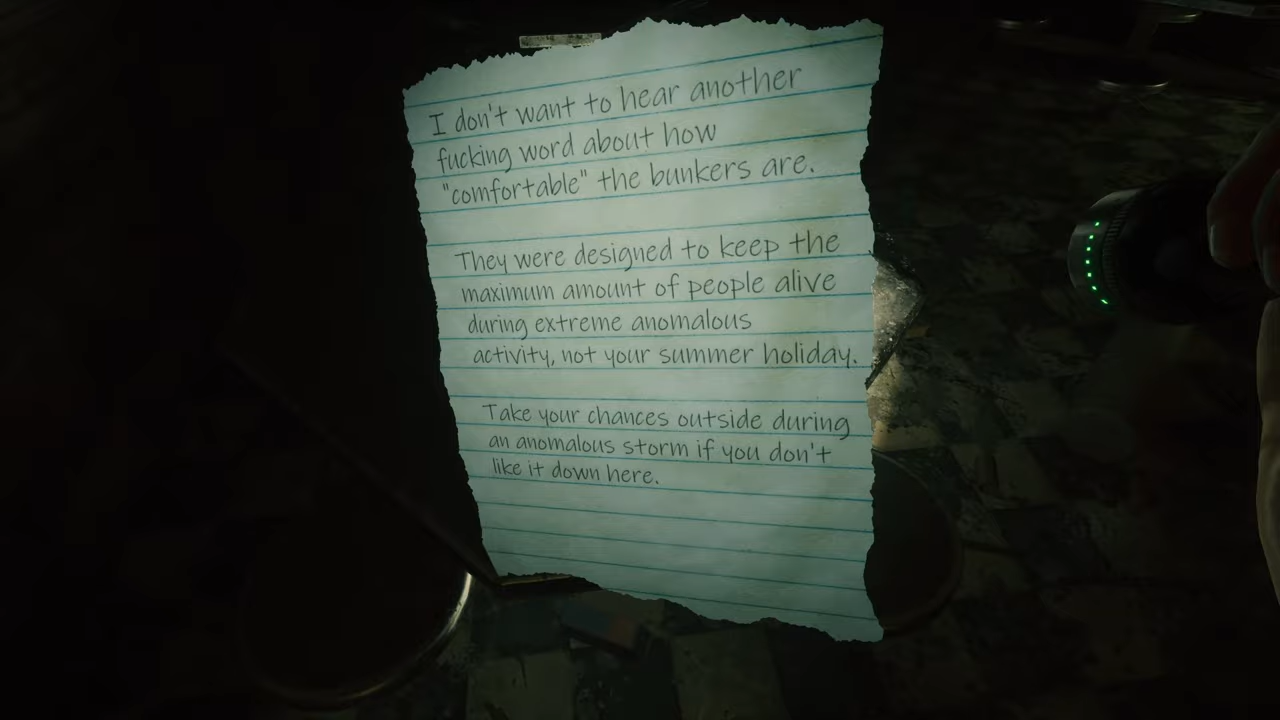 I don't want to hear another
fucking word about how
"comfortable" the bunkers are.
They were designed to keep the
maximum amount of people alive
during extreme anomalous
activity, not your summer holiday.
Take your chances outside during
an anomalous storm if you don't
like it down here.